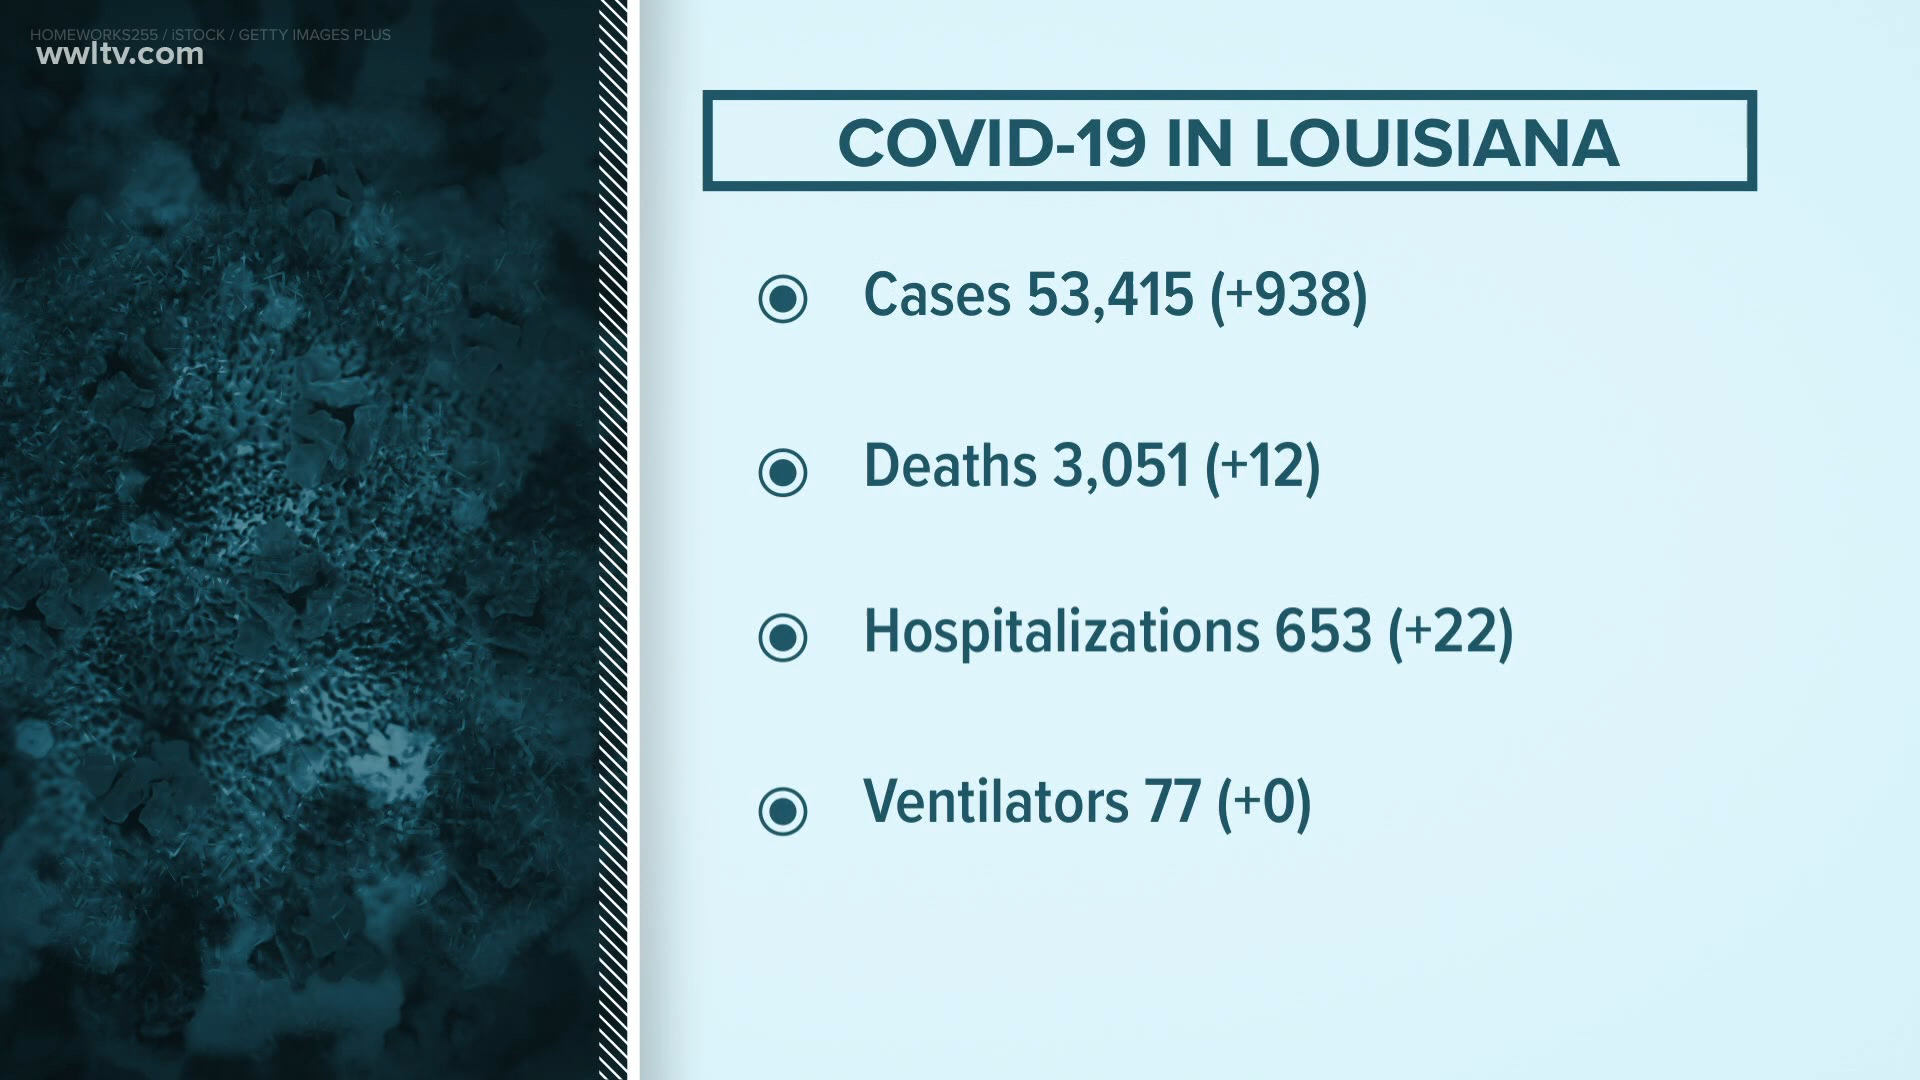 HOMEWORKS255 / iSTOCK / GETTY IMAGES PLUS
wwltv.com
COVID-19 IN LOUISIANA
Cases 53,415 (+938)
Deaths 3,051 (+12)
Hospitalizations 653 (+22)
Ventilators 77 (+0)